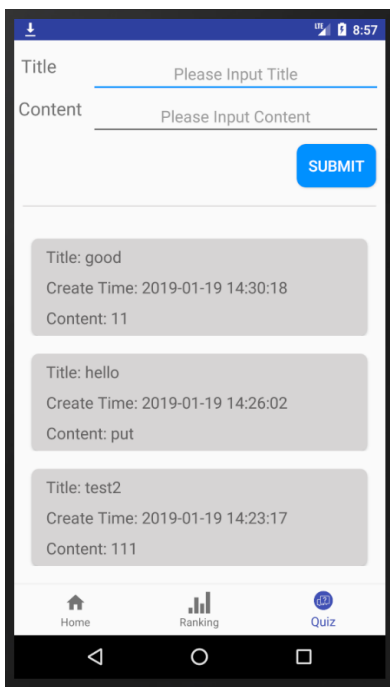 LTE 8:57
Title Please Input Title
Content Please Input Content
SUBMIT
Title: good
Create Time: 2019-01-19 14:30:18
Content: 11
Title: hello
Create Time: 2019-01-19 14:26:02
Content: put
Title: test2
Create Time: 2019-01-19 14:23:17
Content: 111
Home Ranking Quiz